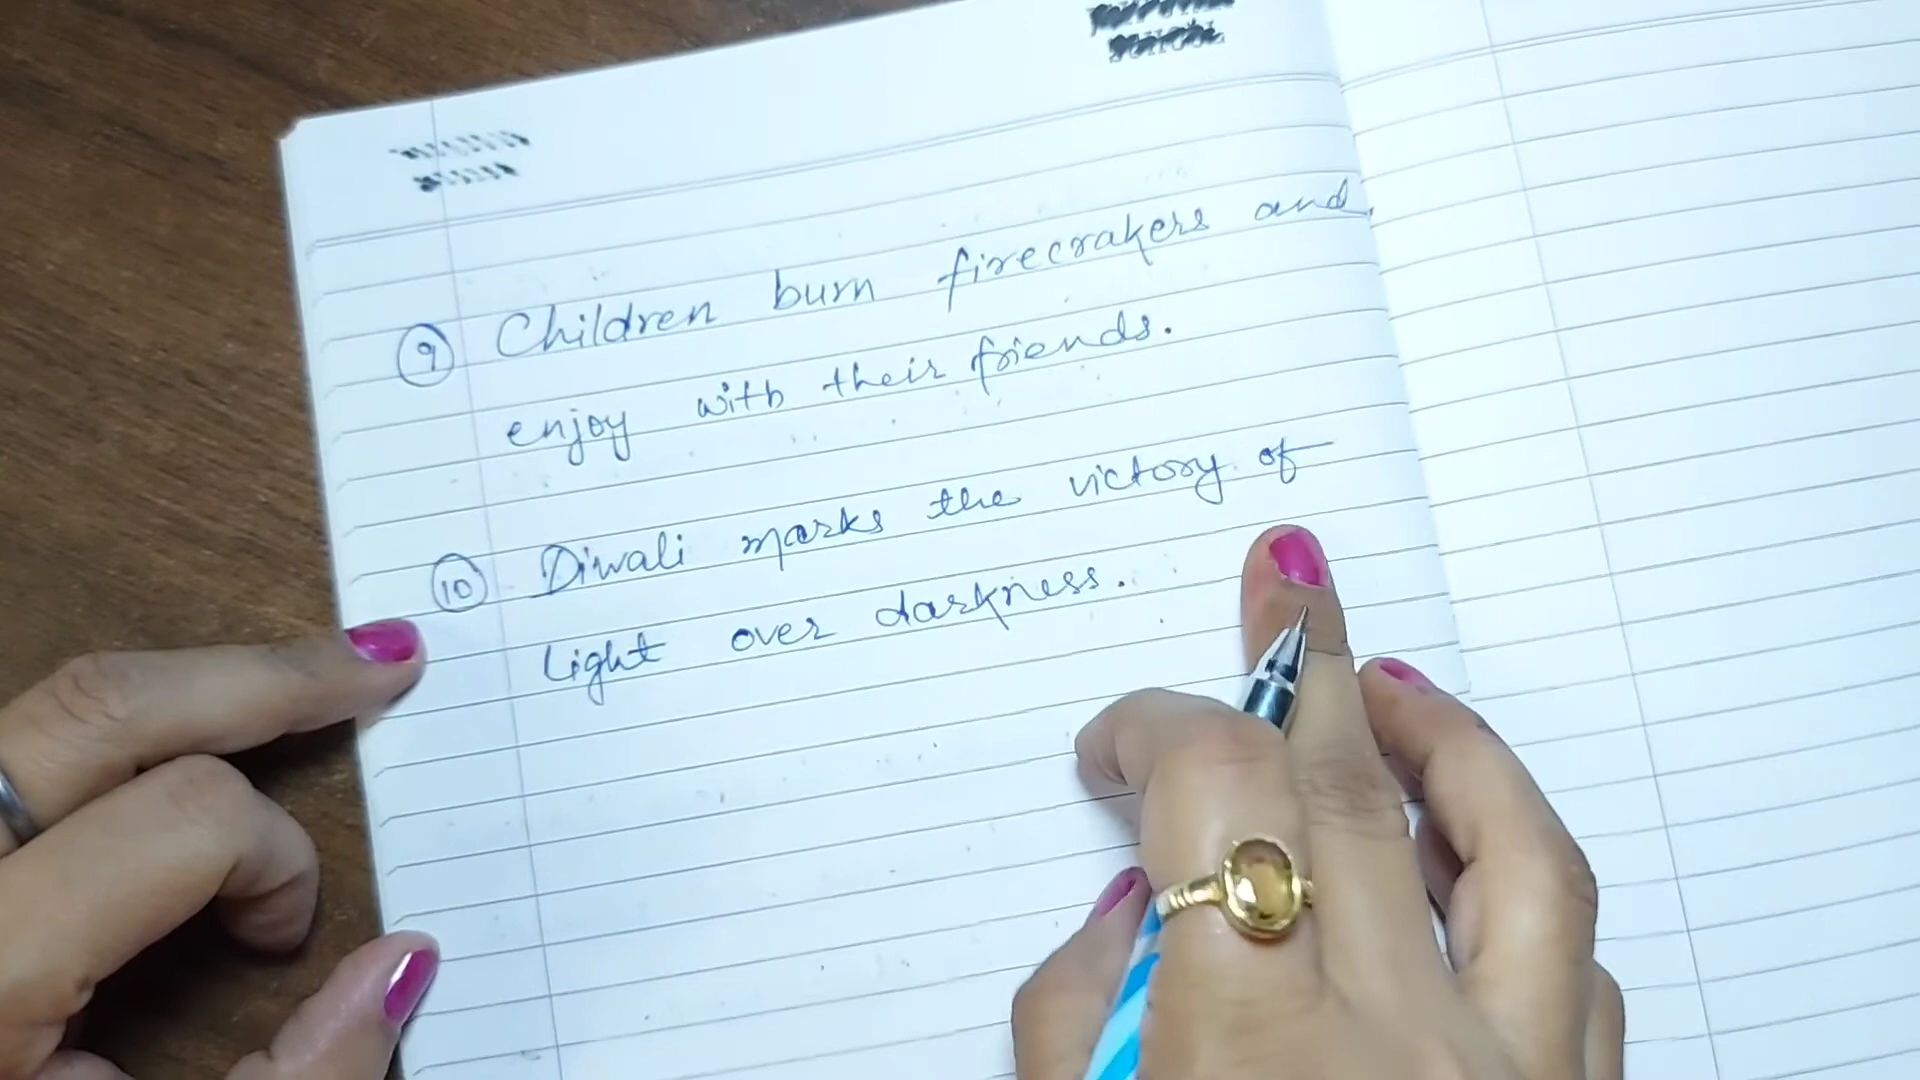 9 Children burn firecrakers and
enjoy with their friends.
10 Diwali marks the victory of
Light over darkness.